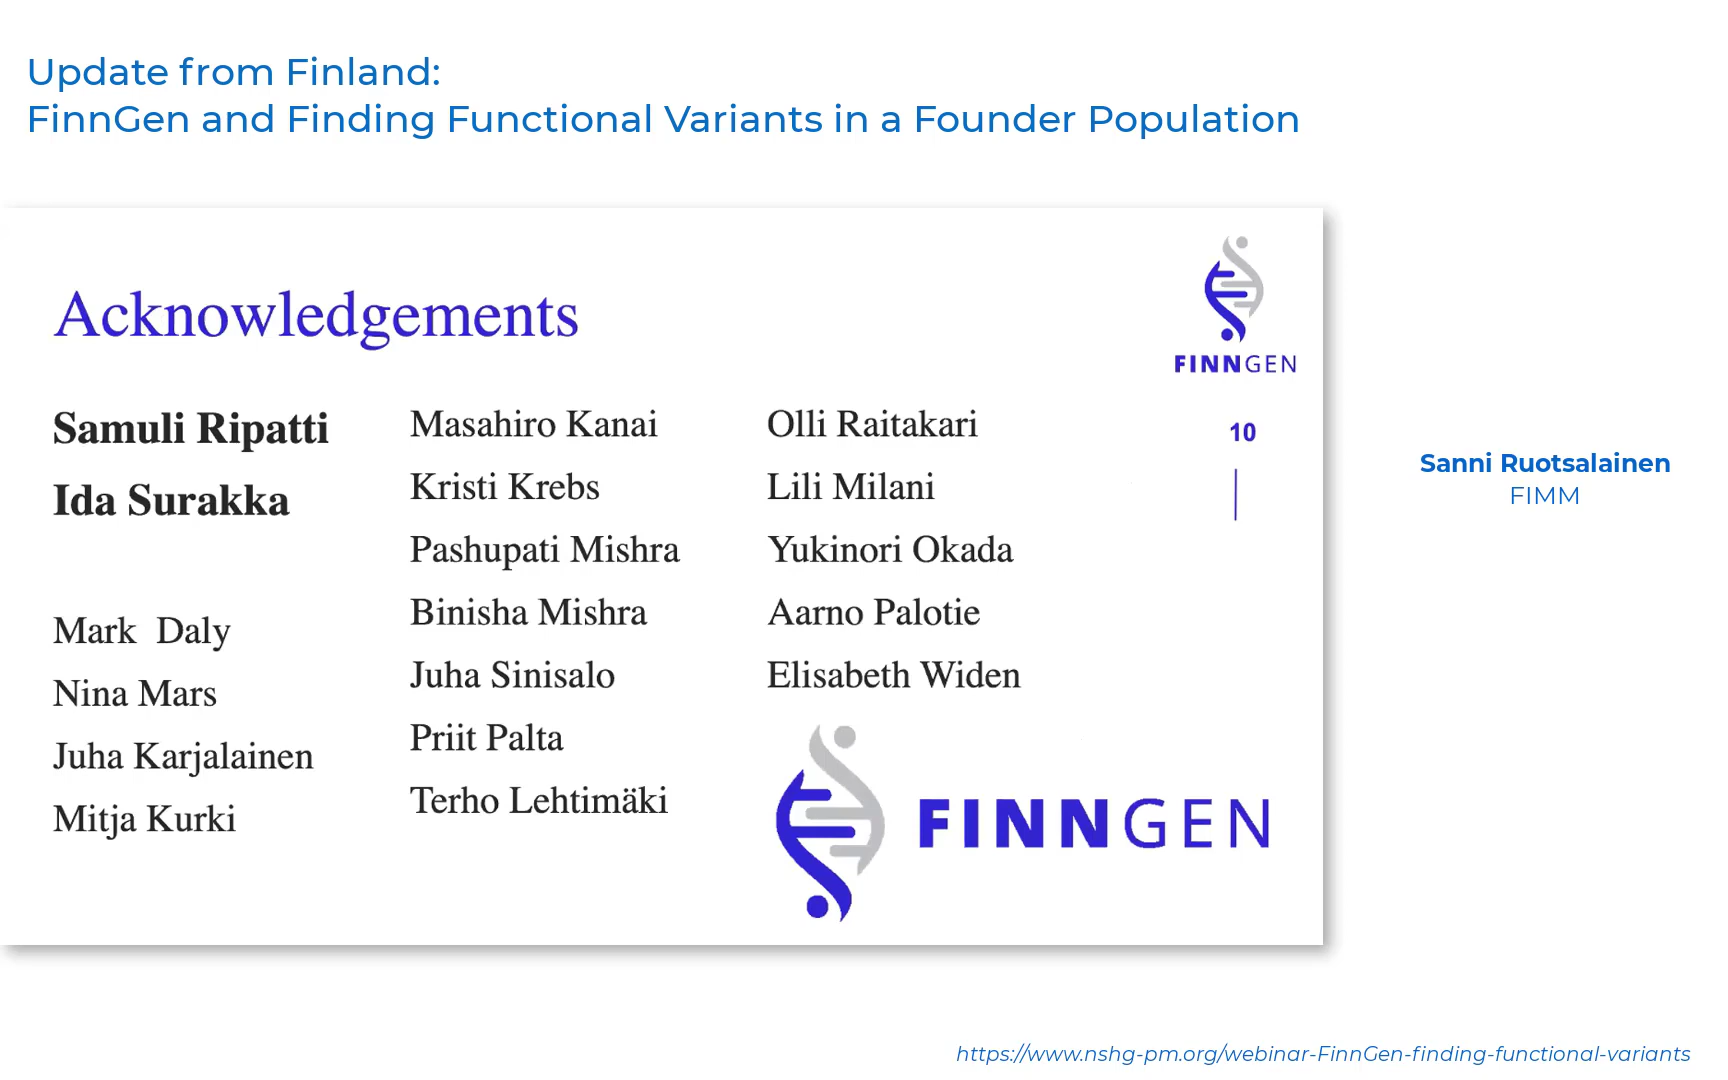 Update from Finland:
FinnGen and Finding Functional Variants in a Founder Population
Acknowledgements
FINNGEN
10
Samuli Ripatti
Ida Surakka
Mark Daly
Nina Mars
Juha Karjalainen
Mitja Kurki
Masahiro Kanai
Kristi Krebs
Pashupati Mishra
Binisha Mishra
Juha Sinisalo
Priit Palta
Terho Lehtimäki
Olli Raitakari
Lili Milani
Yukinori Okada
Aarno Palotie
Elisabeth Widen
FINNGEN
Sanni Ruotsalainen
FIMM
https://www.nshg-pm.org/webinar-FinnGen-finding-functional-variants